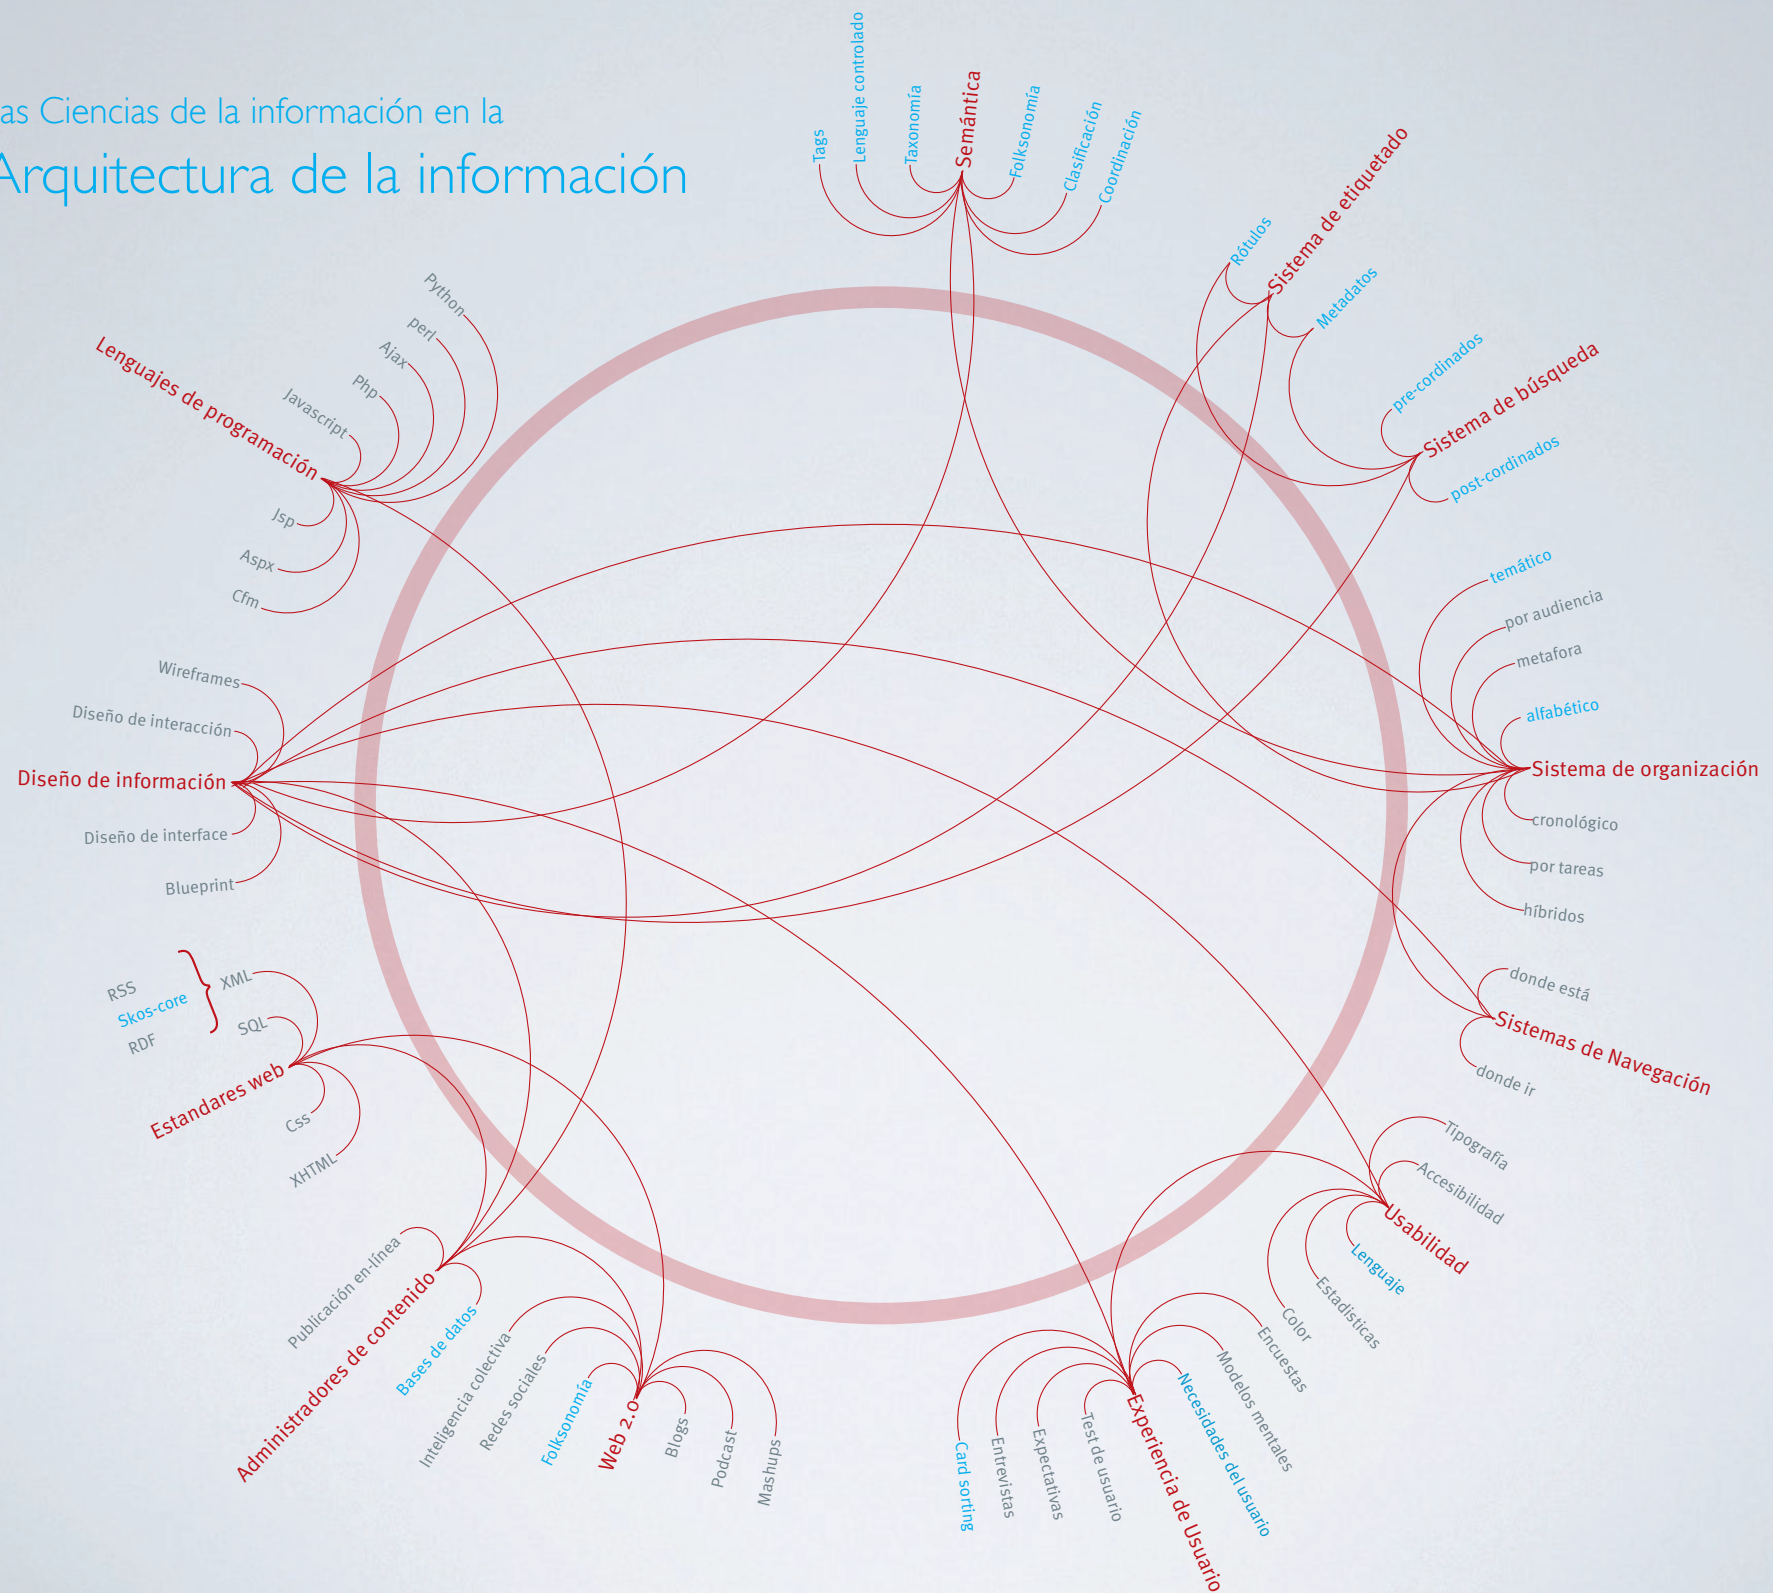 as Ciencias de la información en la
Arquitectura de la información
Tags
Lenguaje controlado
Taxonomía
Semántica
Folksonomía
Clasificación
Coordinación
Rótulos
Sistema de etiquetado
Metadatos
pre-cordinados
Sistema de búsqueda
post-cordinados
temático
por audiencia
metafora
alfabético
Sistema de organización
cronológico
por tareas
híbridos
donde está
Sistemas de Navegación
donde ir
Tipografía
Accesibilidad
Usabilidad
Lenguaje
Estadísticas
Color
Encuestas
Modelos mentales
Necesidades del usuario
Experiencia de Usuario
Test de usuario
Expectativas
Entrevistas
Card sorting
Mashups
Podcast
Blogs
Web 2.0
Folksonomía
Redes sociales
Inteligencia colectiva
Bases de datos
Administradores de contenido
Publicación en-línea
XHTML
Css
Estandares web
SQL
XML
RSS
Skos-core
RDF
Blueprint
Diseño de interface
Diseño de información
Diseño de interacción
Wireframes
Cfm
Aspx
Jsp
Lenguajes de programación
Javascript
Php
Ajax
perl
Python